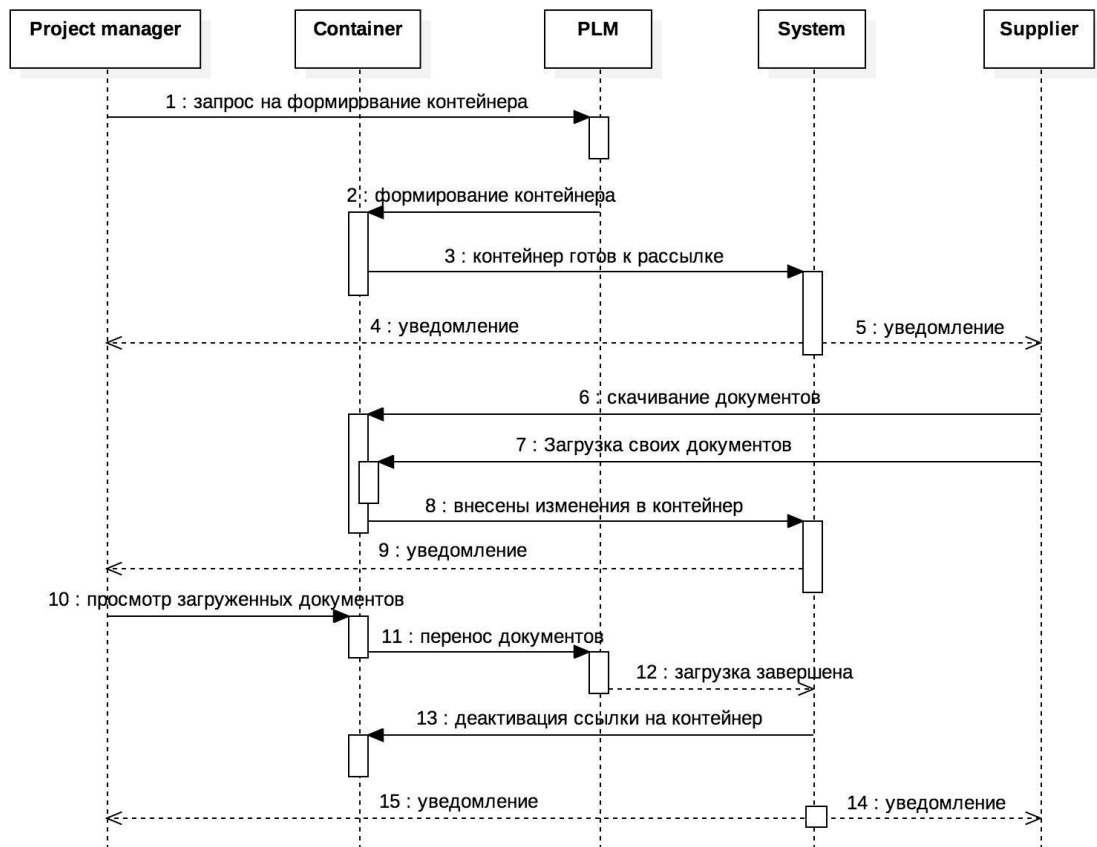 Project manager
Container
PLM
System
Supplier
1 : запрос на формирование контейнера
2 : формирование контейнера
3 : контейнер готов к рассылке
4 : уведомление
5 : уведомление
6 : скачивание документов
7 : Загрузка своих документов
8 : внесены изменения в контейнер
9 : уведомление
10 : просмотр загруженных документов
11 : перенос документов
12 : загрузка завершена
13 : деактивация ссылки на контейнер
15 : уведомление
14 : уведомление